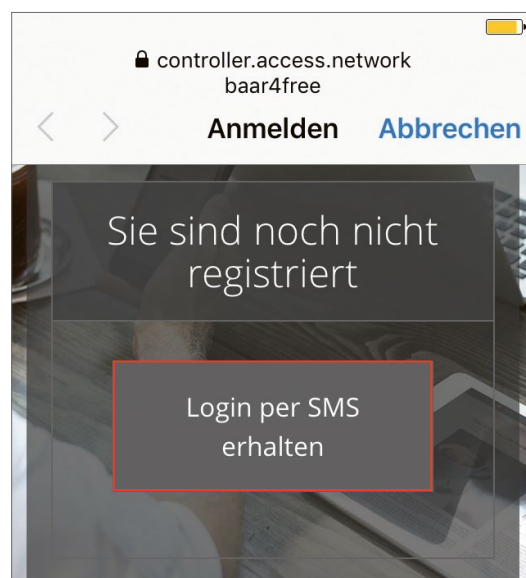 controller.access.network
baar4free
Anmelden Abbrechen
Sie sind noch nicht
registriert
Login per SMS
erhalten